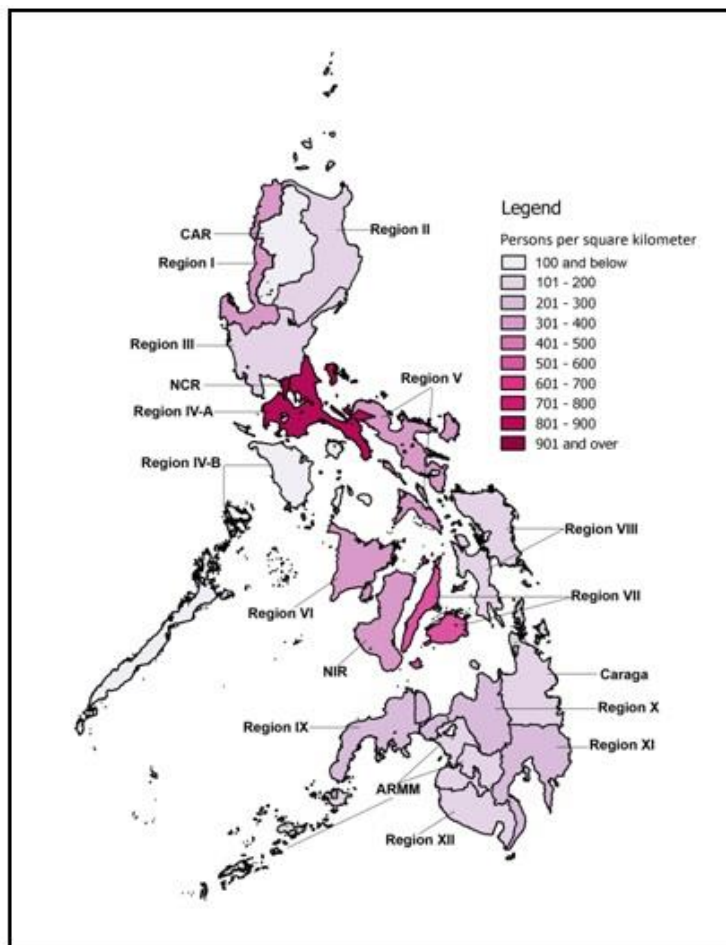 Legend
Persons per square kilometer
100 and below
101 - 200
201 - 300
301 - 400
401 - 500
501 - 600
601 - 700
701 - 800
801 - 900
901 and over
CAR
Region II
Region I
Region III
NCR
Region V
Region IV-A
Region IV-B
Region VIII
Region VI
Region VII
NIR
Caraga
Region X
Region IX
Region XI
ARMM
Region XII